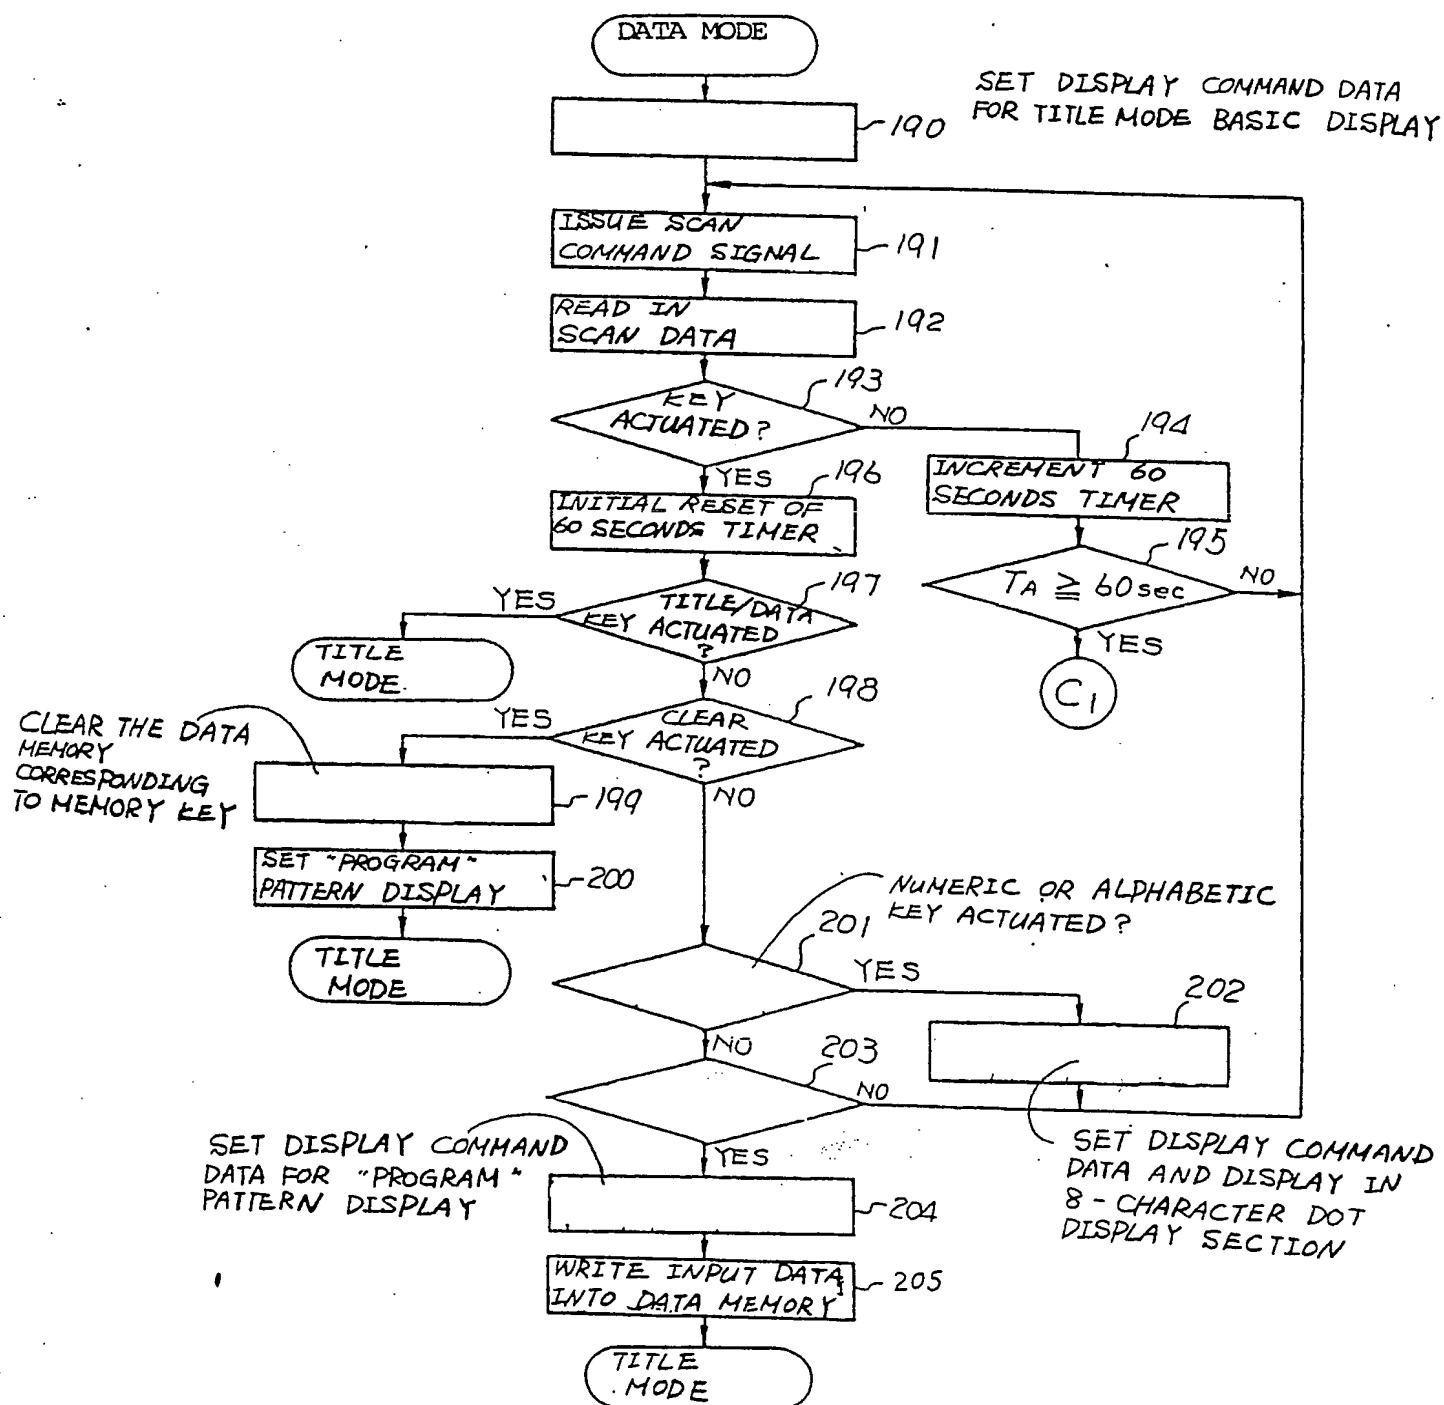 DATA MODE
SET DISPLAY COMMAND DATA
FOR TITLE MODE BASIC DISPLAY
190
ISSUE SCAN
COMMAND SIGNAL
191
READ IN
SCAN DATA
192
193
KEY
ACTUATED?
NO
YES
194
INCREMENT 60
SECONDS TIMER
196
INITIAL RESET OF
60 SECONDS TIMER
195
TA ≧ 60sec
NO
YES
C1
197
YES
TITLE/DATA
KEY ACTUATED
?
NO
TITLE
MODE.
198
YES
CLEAR
KEY ACTUATED
?
NO
CLEAR THE DATA
MEMORY
CORRESPONDING
TO MEMORY KEY
199
SET "PROGRAM"
PATTERN DISPLAY
200
TITLE
MODE
NUMERIC OR ALPHABETIC
KEY ACTUATED?
201
YES
NO
202
203
NO
YES
SET DISPLAY COMMAND
DATA AND DISPLAY IN
8-CHARACTER DOT
DISPLAY SECTION
SET DISPLAY COMMAND
DATA FOR "PROGRAM"
PATTERN DISPLAY
204
WRITE INPUT DATA
INTO DATA MEMORY
205
TITLE
MODE